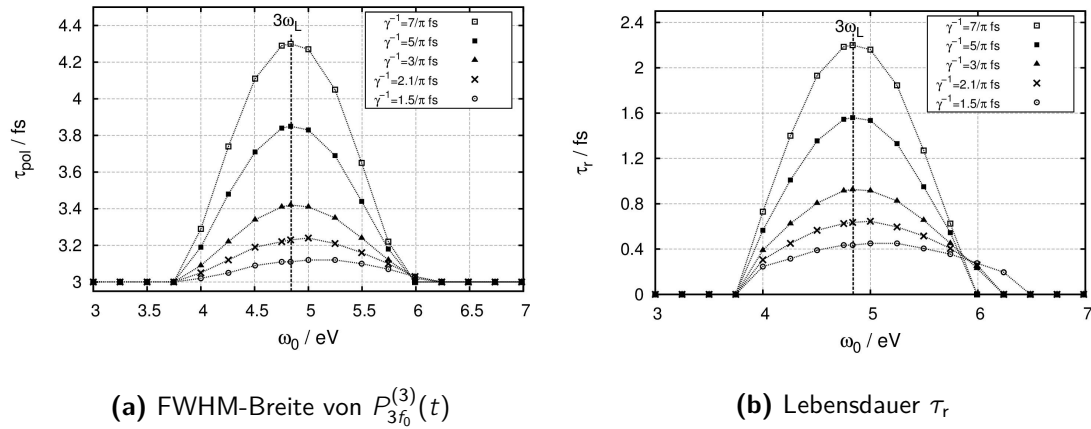 4.4
4.2
4
3.8
3.6
3.4
3.2
3
τpol / fs
3ωL
γ⁻¹=7/π fs
γ⁻¹=5/π fs
γ⁻¹=3/π fs
γ⁻¹=2.1/π fs
γ⁻¹=1.5/π fs
3 3.5 4 4.5 5 5.5 6 6.5 7
ω0 / eV
(a) FWHM-Breite von P(3)3f0(t)
2.4
2
1.6
1.2
0.8
0.4
0
τr / fs
3ωL
γ⁻¹=7/π fs
γ⁻¹=5/π fs
γ⁻¹=3/π fs
γ⁻¹=2.1/π fs
γ⁻¹=1.5/π fs
3 4 5 6 7
ω0 / eV
(b) Lebensdauer τr